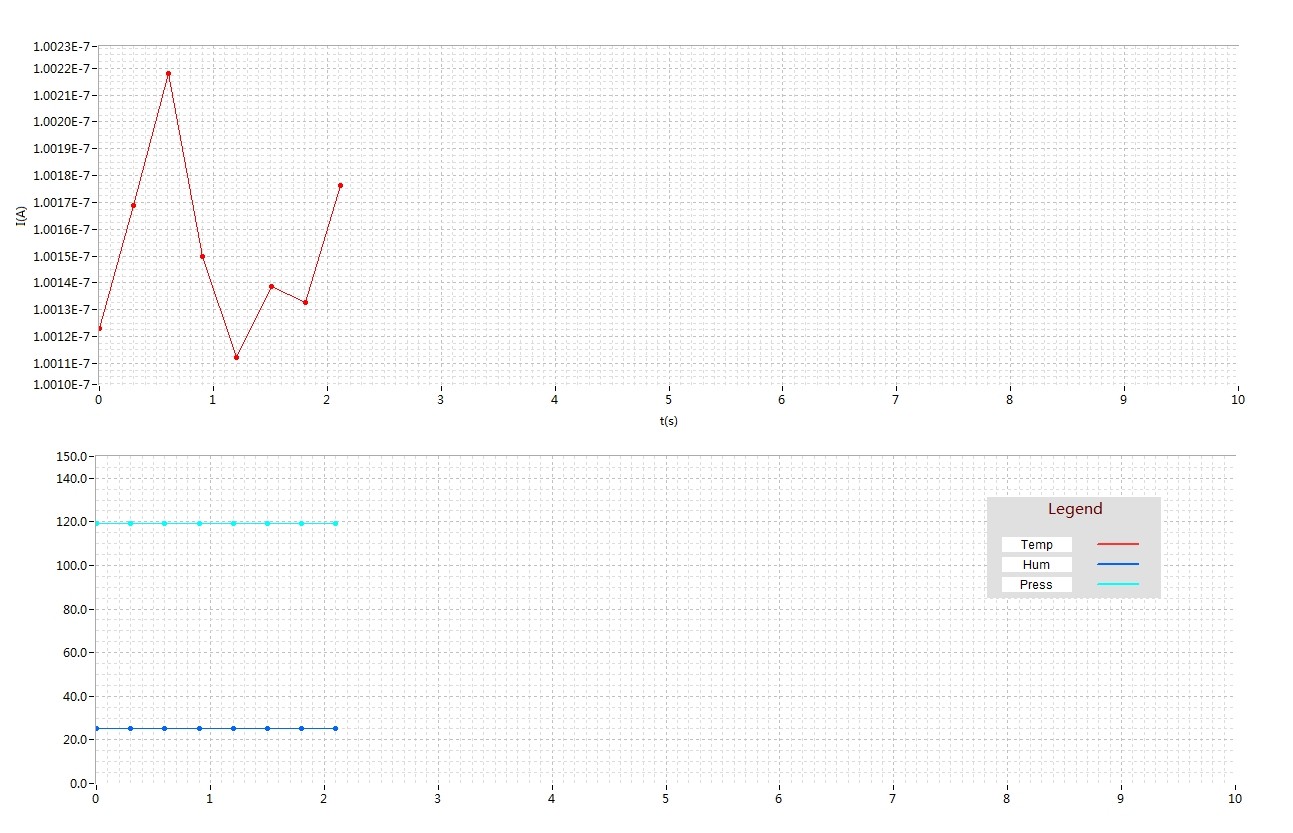 1.0023E-7
1.0022E-7
1.0021E-7
1.0020E-7
1.0019E-7
1.0018E-7
1.0017E-7
1.0016E-7
1.0015E-7
1.0014E-7
1.0013E-7
1.0012E-7
1.0011E-7
1.0010E-7
I(A)
0 1 2 3 4 5 6 7 8 9 10
t(s)
150.0
140.0
120.0
100.0
80.0
60.0
40.0
20.0
0.0
Legend
Temp
Hum
Press
0 1 2 3 4 5 6 7 8 9 10